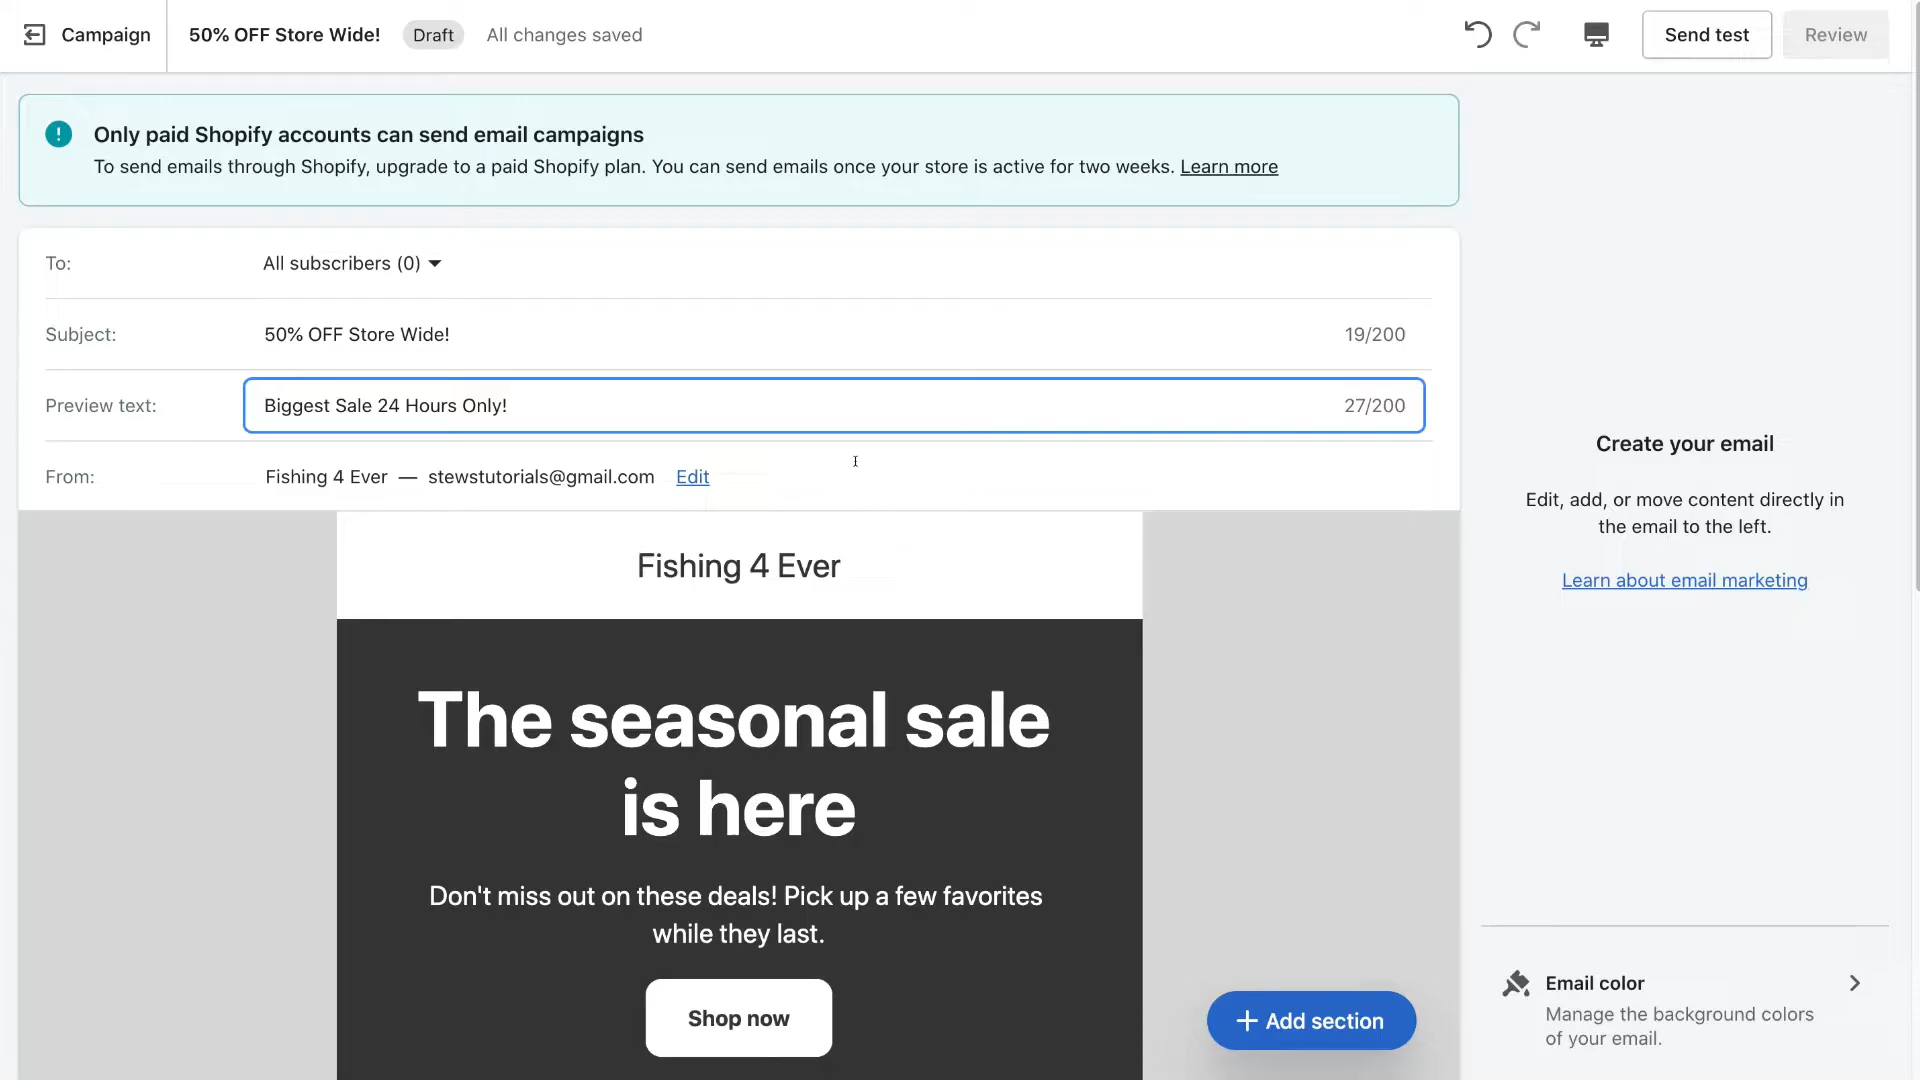 Campaign
50% OFF Store Wide!
Draft
All changes saved
Send test
Review
Only paid Shopify accounts can send email campaigns
To send emails through Shopify, upgrade to a paid Shopify plan. You can send emails once your store is active for two weeks. Learn more
To:
All subscribers (0)
Subject:
50% OFF Store Wide!
19/200
Preview text:
Biggest Sale 24 Hours Only!
27/200
From:
Fishing 4 Ever — stewstutorials@gmail.com
Edit
Fishing 4 Ever
The seasonal sale
is here
Don't miss out on these deals! Pick up a few favorites
while they last.
Shop now
+ Add section
Create your email
Edit, add, or move content directly in
the email to the left.
Learn about email marketing
Email color
Manage the background colors
of your email.